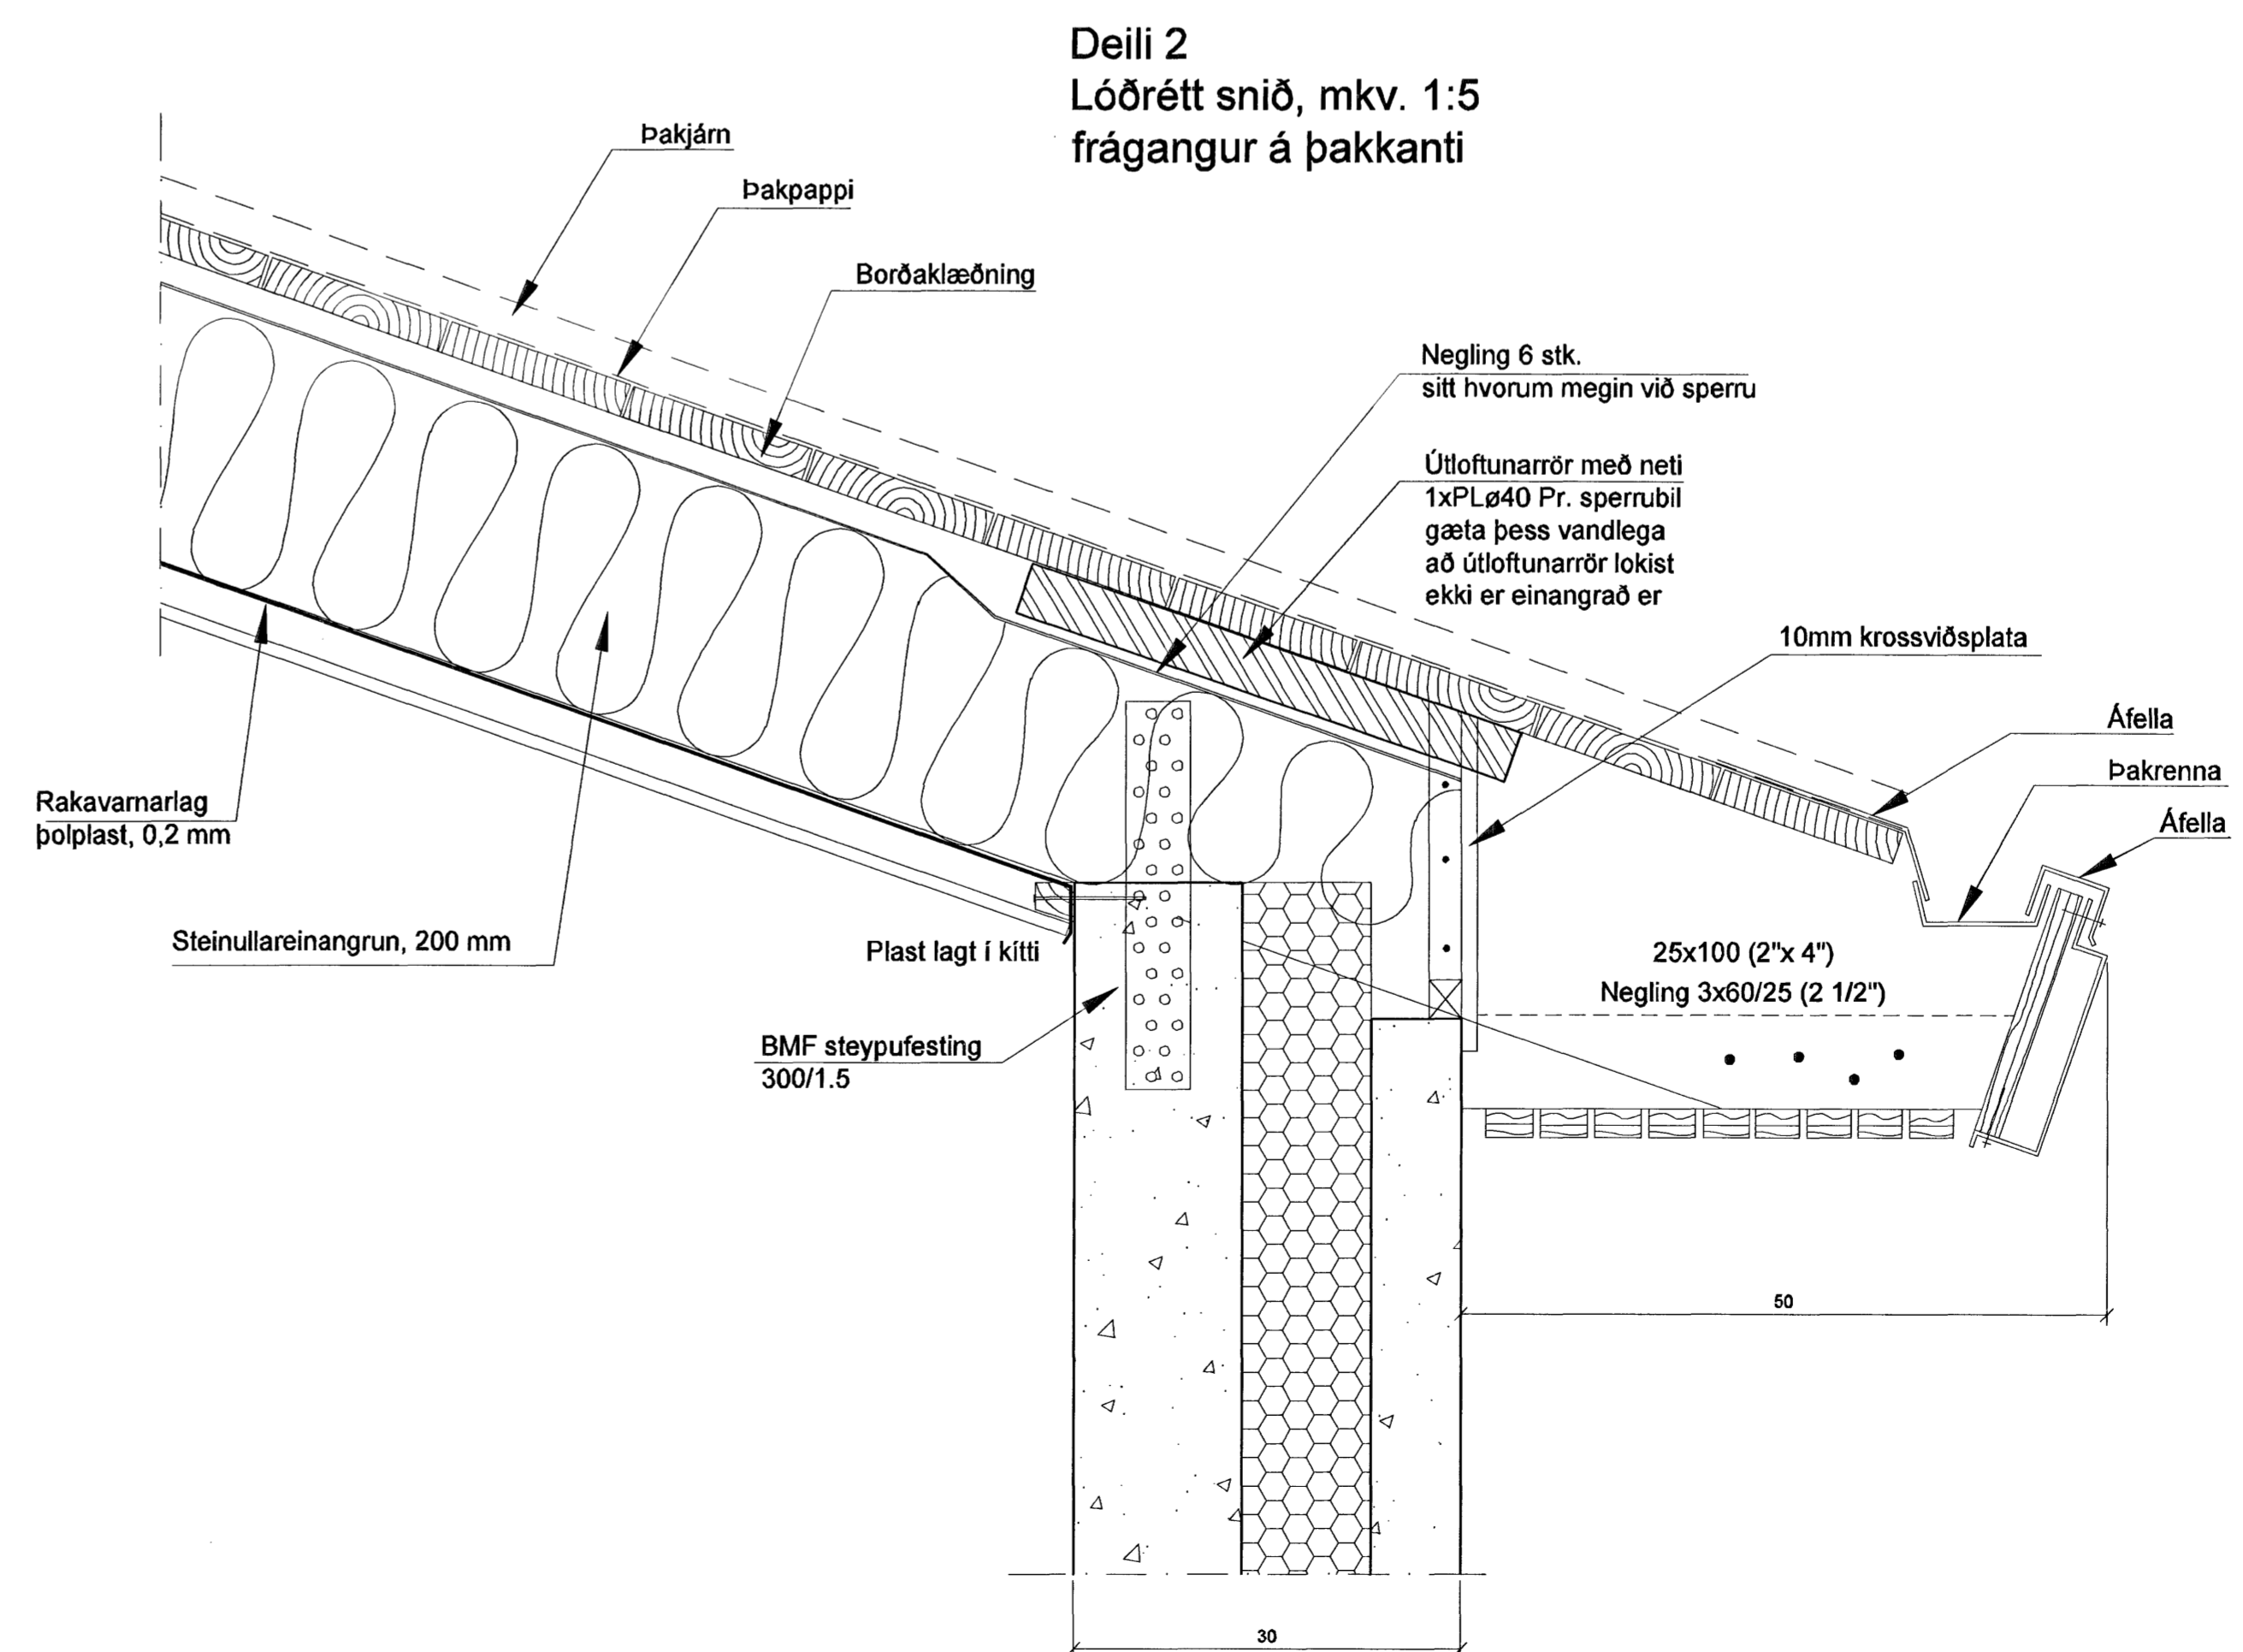 Deili 2
Lóðrétt snið, mkv. 1:5
frágangur á þakkanti
Þakjárn
Þakpappi
Borðaklæðning
Negling 6 stk.
sitt hvorum megin við sperru
Útloftunarrör með neti
1xPLø40 Pr. sperrubil
gæta þess vandlega
að útloftunarrör lokist
ekki er einangrað er
10mm krossviðsplata
Áfella
Þakrenna
Áfella
Rakavarnarlag
þolplast, 0,2 mm
Steinullareinangrun, 200 mm
Plast lagt í kítti
25x100 (2"x 4")
Negling 3x60/25 (2 1/2")
BMF steypufesting
300/1.5
50
30